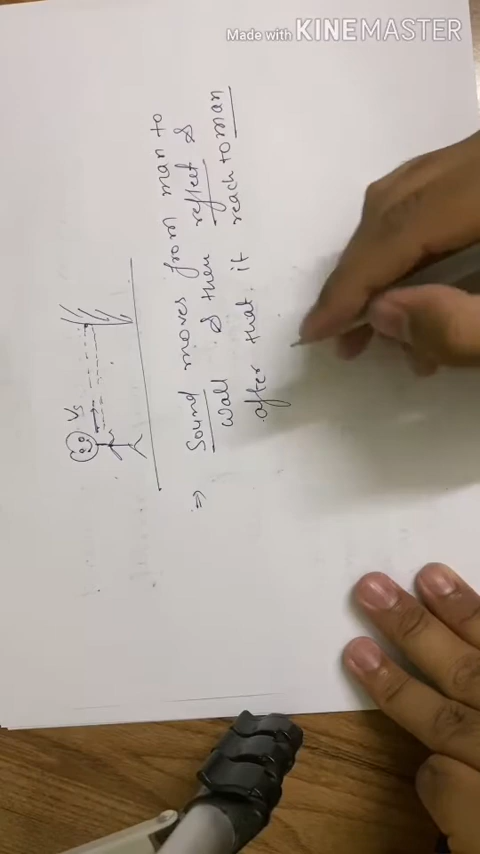 Made with KINEMASTER
Vs
⇒ Sound moves from man to
wall & then reflect &
after that it reach to man